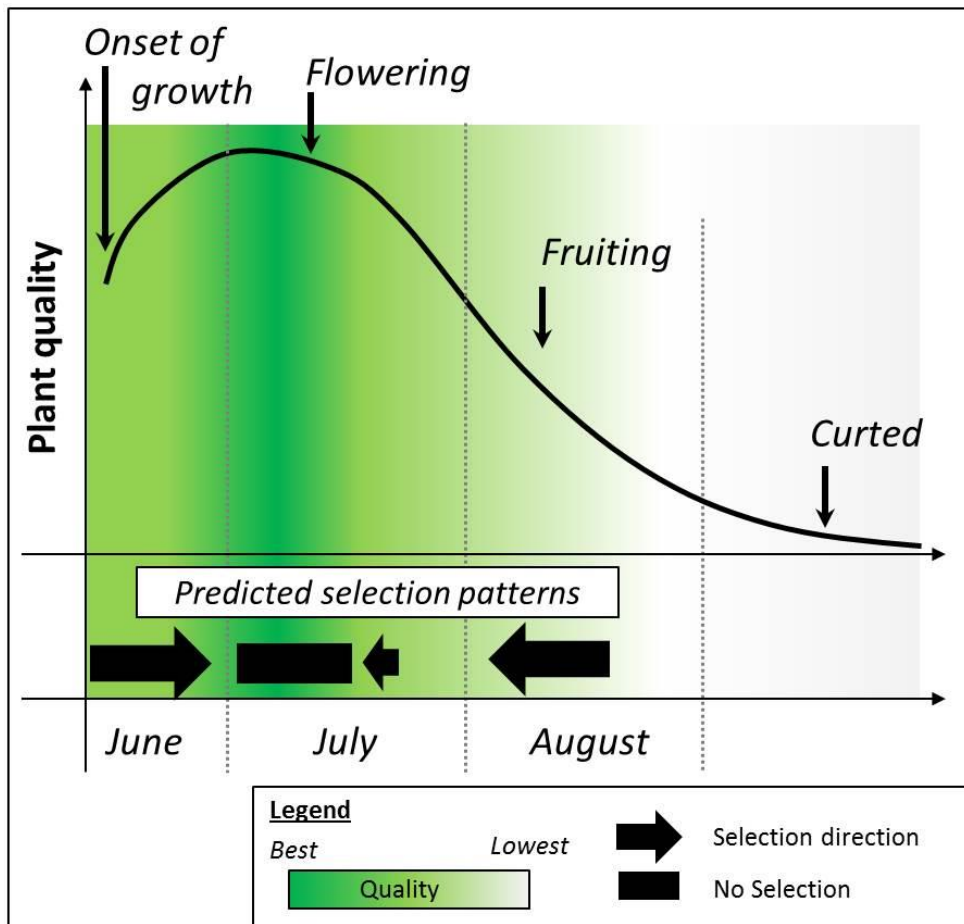 Onset of
growth
Flowering
Plant quality
Fruiting
Curted
Predicted selection patterns
June
July
August
Legend
Best
Lowest
Quality
Selection direction
No Selection